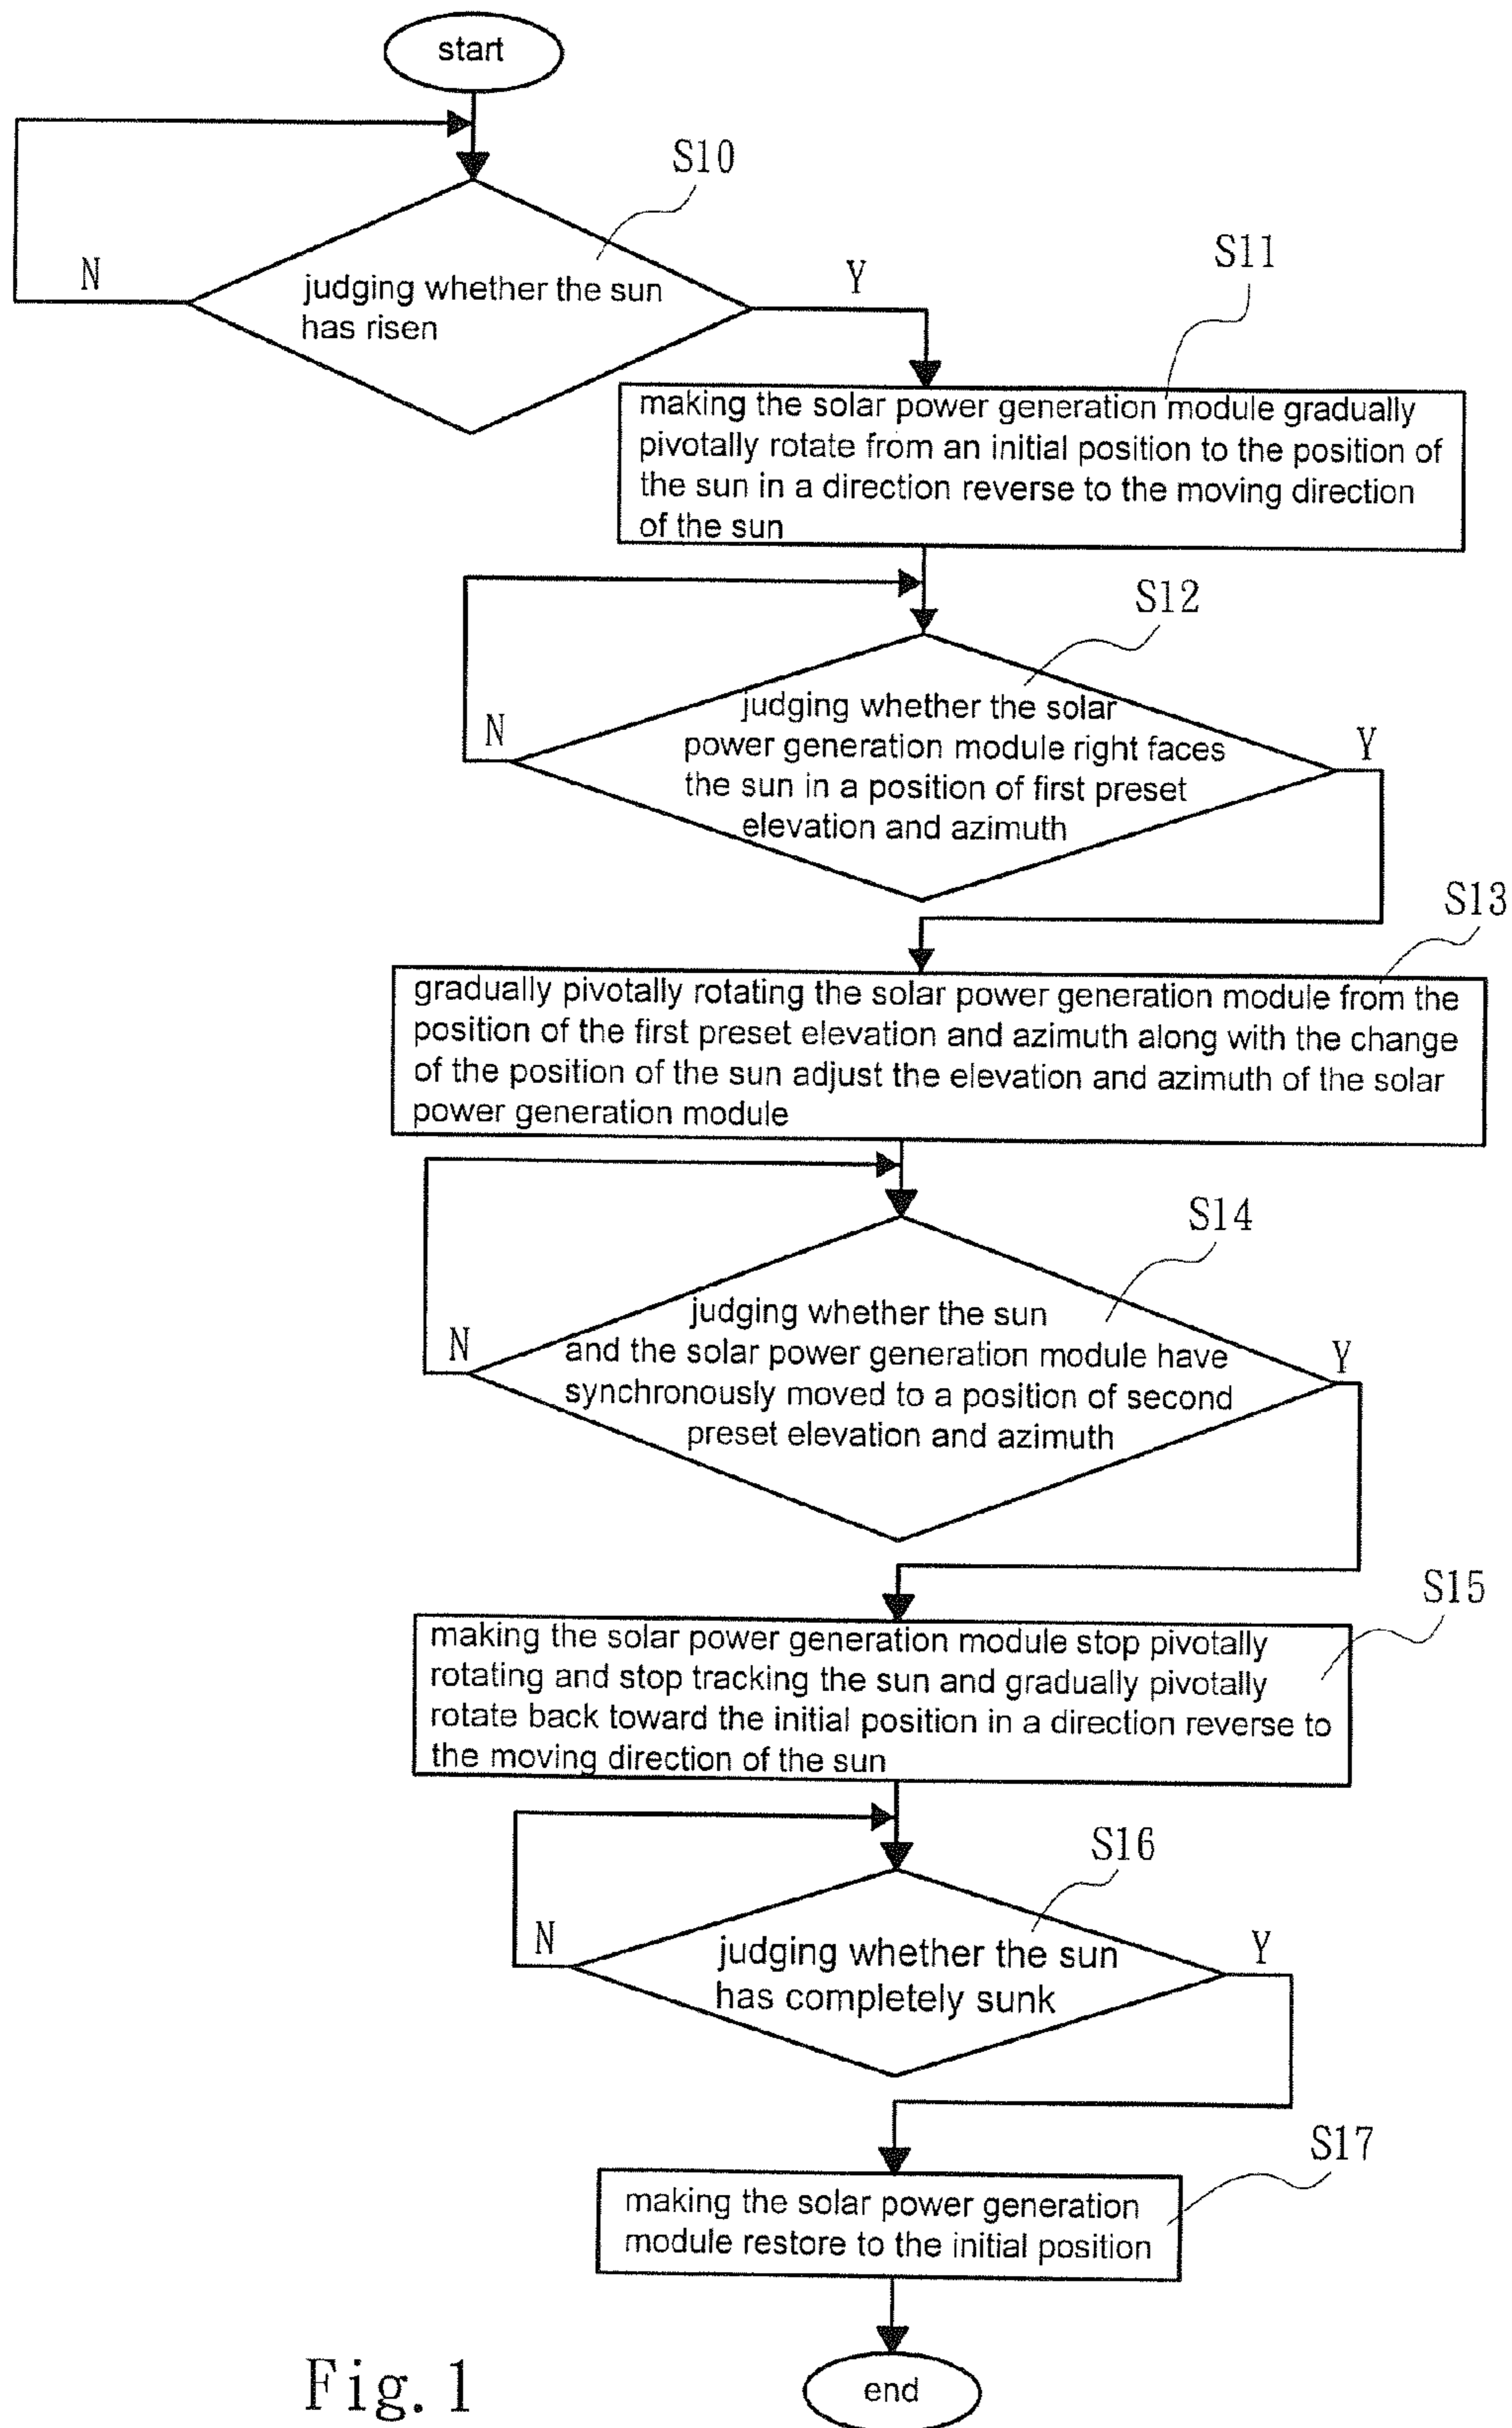 start
S10
judging whether the sun
has risen
N
Y
S11
making the solar power generation module gradually
pivotally rotate from an initial position to the position of
the sun in a direction reverse to the moving direction
of the sun
S12
judging whether the solar
power generation module right faces
the sun in a position of first preset
elevation and azimuth
N
Y
S13
gradually pivotally rotating the solar power generation module from the
position of the first preset elevation and azimuth along with the change
of the position of the sun adjust the elevation and azimuth of the solar
power generation module
S14
judging whether the sun
and the solar power generation module have
synchronously moved to a position of second
preset elevation and azimuth
N
Y
S15
making the solar power generation module stop pivotally
rotating and stop tracking the sun and gradually pivotally
rotate back toward the initial position in a direction reverse to
the moving direction of the sun
S16
judging whether the sun
has completely sunk
N
Y
S17
making the solar power generation
module restore to the initial position
end
Fig. 1